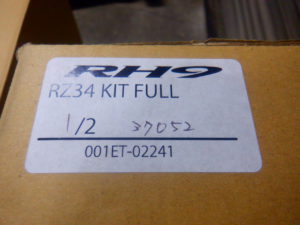 RH9
RZ34 KIT FULL
1/2 37052
001ET-02241